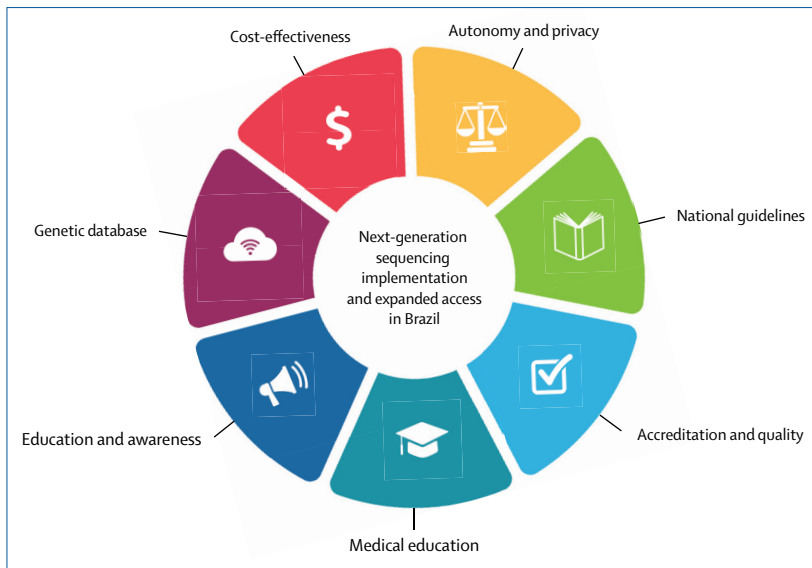 Cost-effectiveness
Autonomy and privacy
National guidelines
Accreditation and quality
Medical education
Education and awareness
Genetic database
Next-generation
sequencing
implementation
and expanded access
in Brazil
$